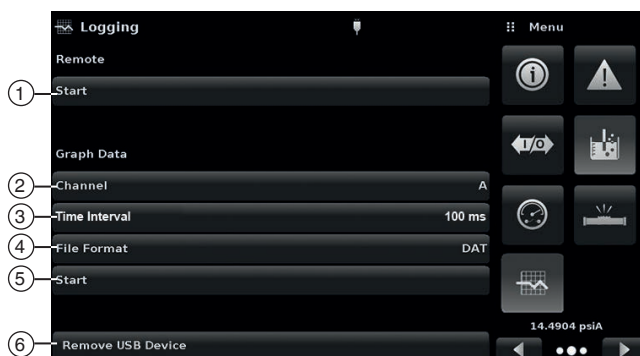 Logging
Menu
Remote
1
Start
Graph Data
2
Channel A
3
Time Interval 100 ms
4
File Format DAT
5
Start
6
Remove USB Device
i
I/O
14.4904 psiA